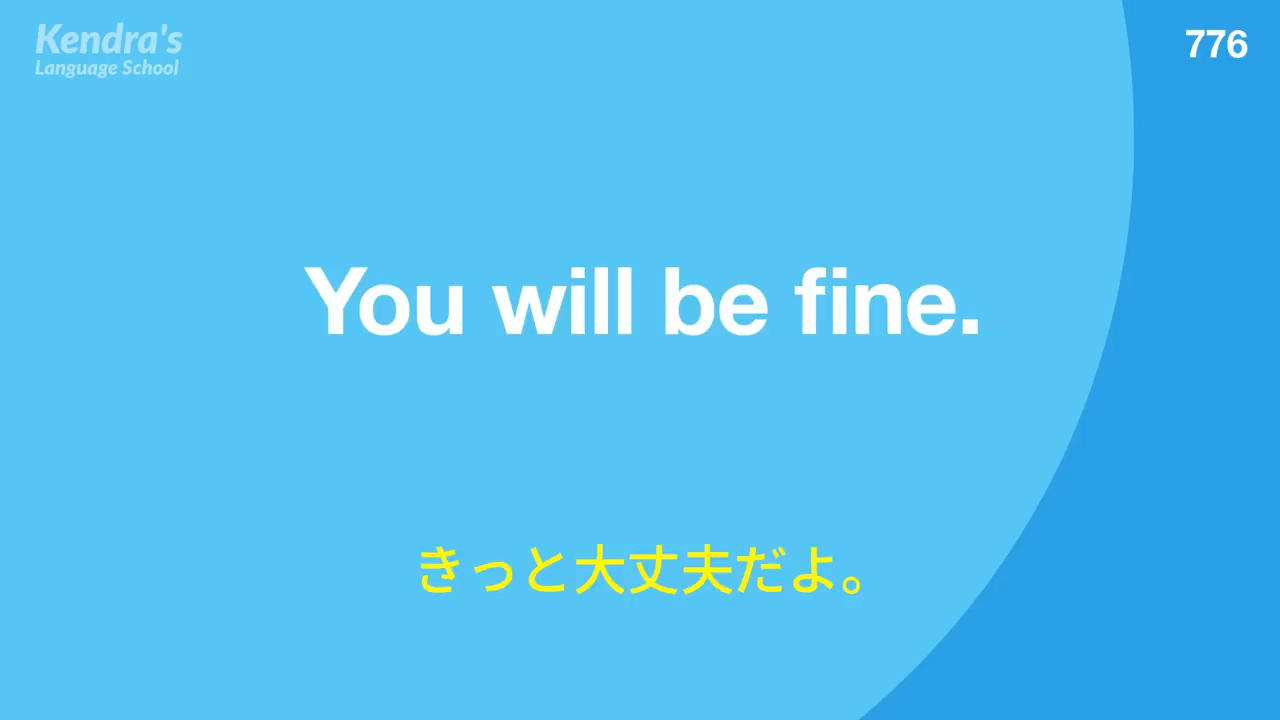 Kendra's
Language School
776
You will be fine.
きっと大丈夫だよ。